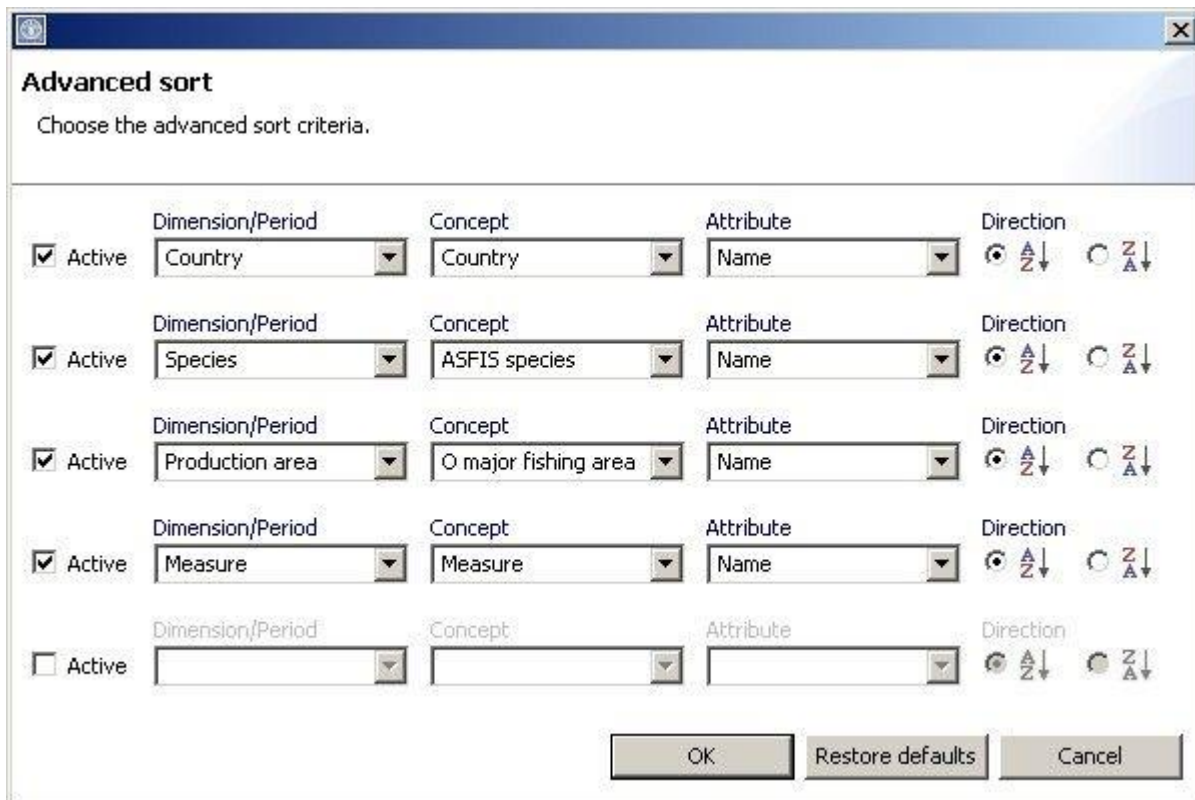 Advanced sort
Choose the advanced sort criteria.
Dimension/Period Concept Attribute Direction
Active Country Country Name A Z Z A
Dimension/Period Concept Attribute Direction
Active Species ASFIS species Name A Z Z A
Dimension/Period Concept Attribute Direction
Active Production area O major fishing area Name A Z Z A
Dimension/Period Concept Attribute Direction
Active Measure Measure Name A Z Z A
Dimension/Period Concept Attribute Direction
Active A Z Z A
OK Restore defaults Cancel